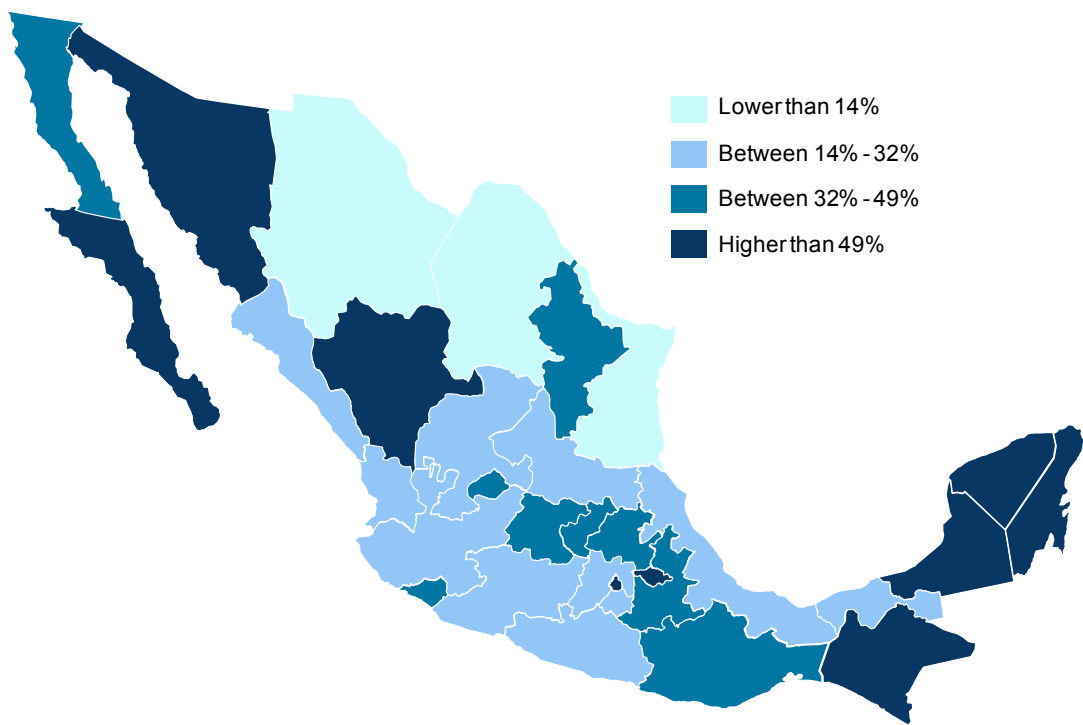 Lower than 14%
Between 14% - 32%
Between 32% - 49%
Higher than 49%